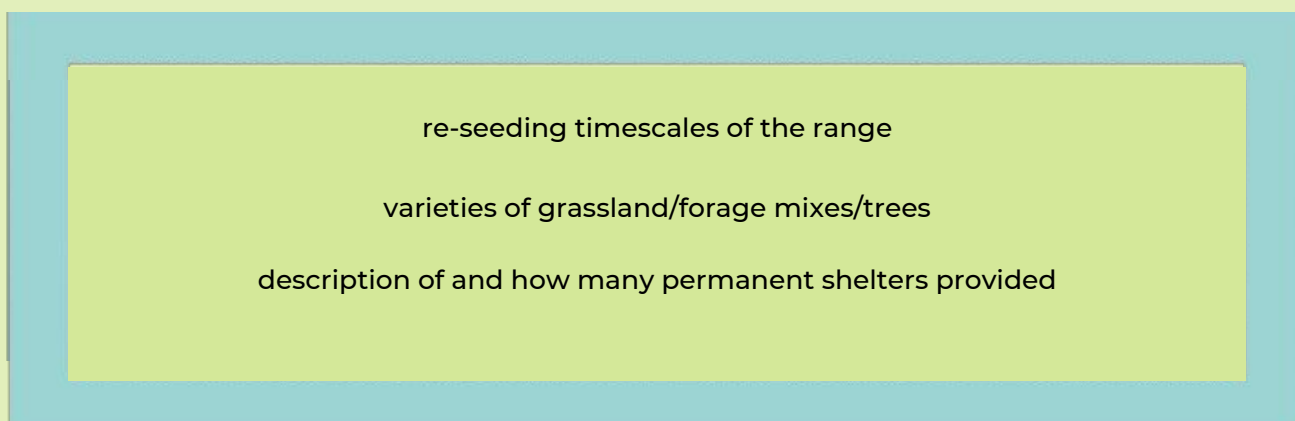 re-seeding timescales of the range
varieties of grassland/forage mixes/trees
description of and how many permanent shelters provided